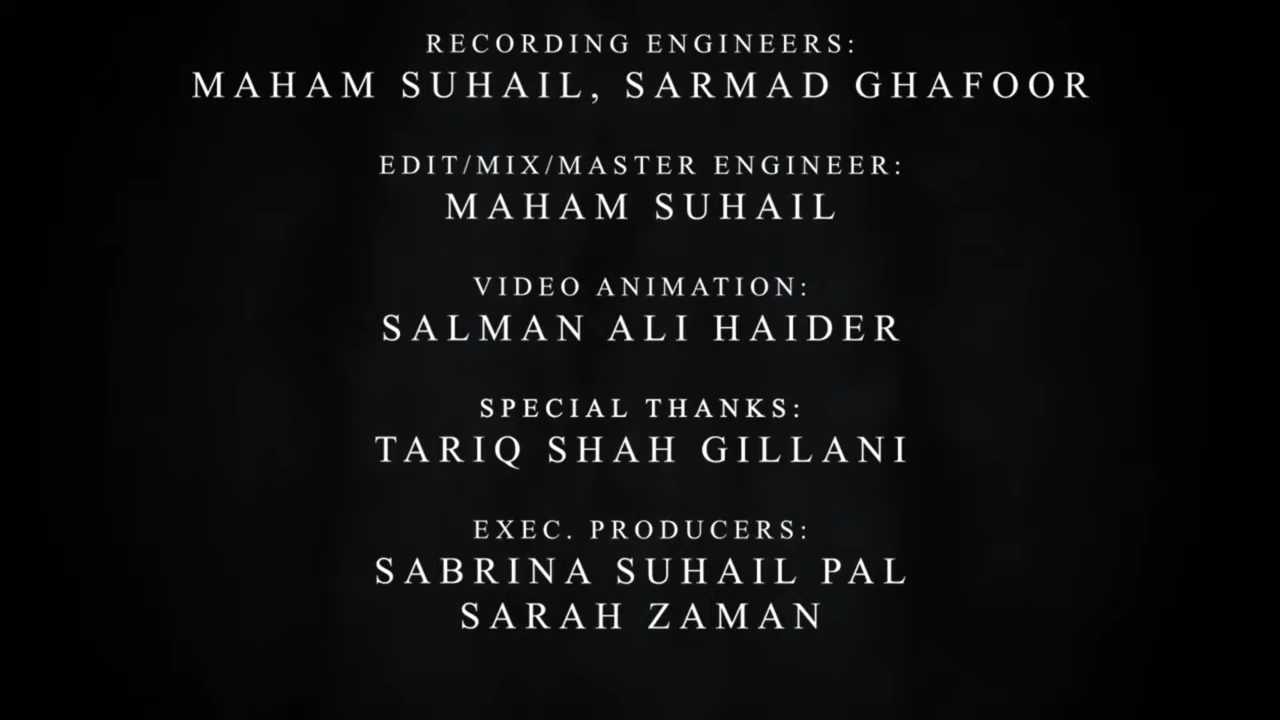 RECORDING ENGINEERS:
MAHAM SUHAIL, SARMAD GHAFOOR
EDIT/MIX/MASTER ENGINEER:
MAHAM SUHAIL
VIDEO ANIMATION:
SALMAN ALI HAIDER
SPECIAL THANKS:
TARIQ SHAH GILLANI
EXEC. PRODUCERS:
SABRINA SUHAIL PAL
SARAH ZAMAN